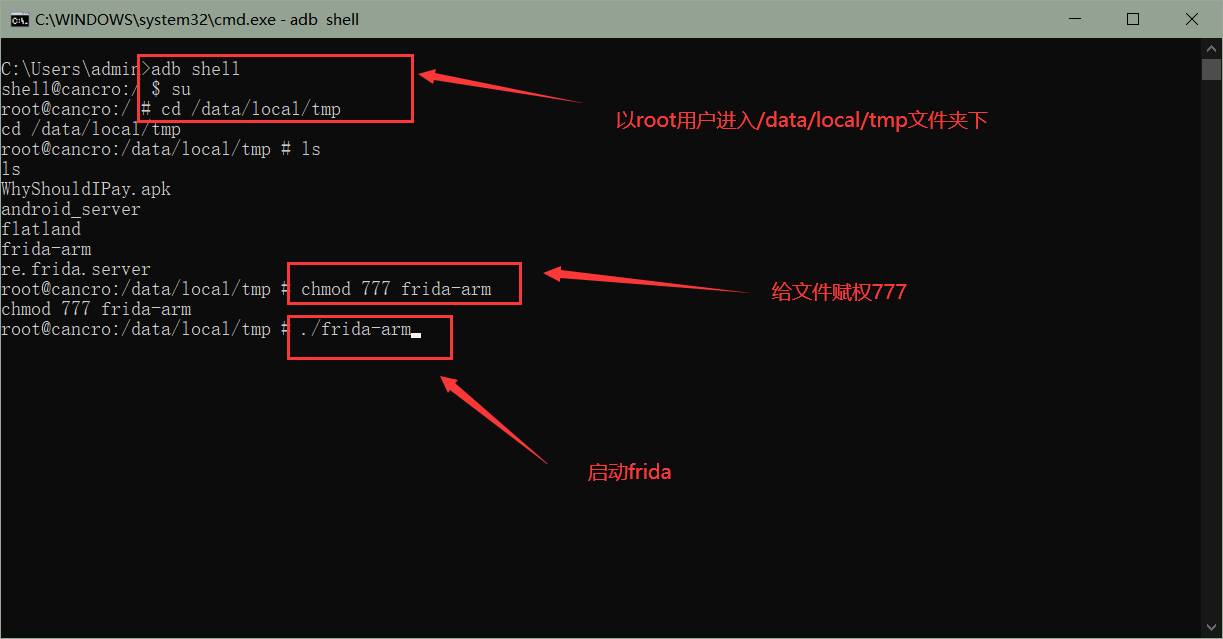 C:\WINDOWS\system32\cmd.exe - adb  shell
C:\Users\admin>adb shell
shell@cancro:/ $ su
root@cancro:/ # cd /data/local/tmp
以root用户进入/data/local/tmp文件夹下
cd /data/local/tmp
root@cancro:/data/local/tmp # ls
ls
WhyShouldIPay.apk
android_server
flatland
frida-arm
re.frida.server
root@cancro:/data/local/tmp # chmod 777 frida-arm
给文件赋权777
chmod 777 frida-arm
root@cancro:/data/local/tmp # ./frida-arm
启动frida